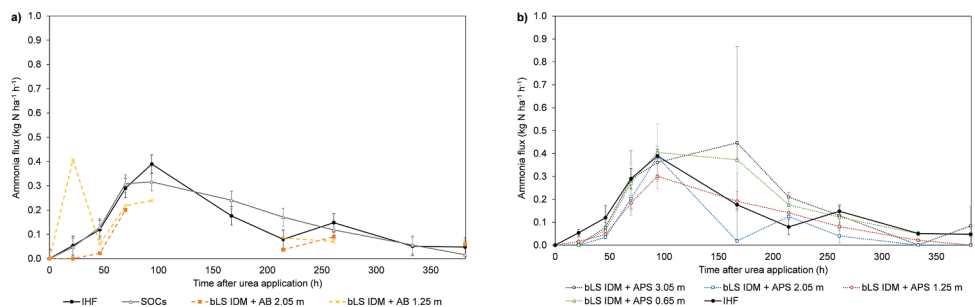 a)
1.0
0.9
0.8
0.7
0.6
0.5
0.4
0.3
0.2
0.1
0.0
Ammonia flux (kg N ha⁻¹ h⁻¹)
0 50 100 150 200 250 300 350
Time after urea application (h)
IHF SOCs bLS IDM + AB 2.05 m bLS IDM + AB 1.25 m
b)
1.0
0.9
0.8
0.7
0.6
0.5
0.4
0.3
0.2
0.1
0.0
Ammonia flux (kg N ha⁻¹ h⁻¹)
0 50 100 150 200 250 300 350
Time after urea application (h)
bLS IDM + APS 3.05 m bLS IDM + APS 2.05 m bLS IDM + APS 1.25 m
bLS IDM + APS 0.65 m IHF